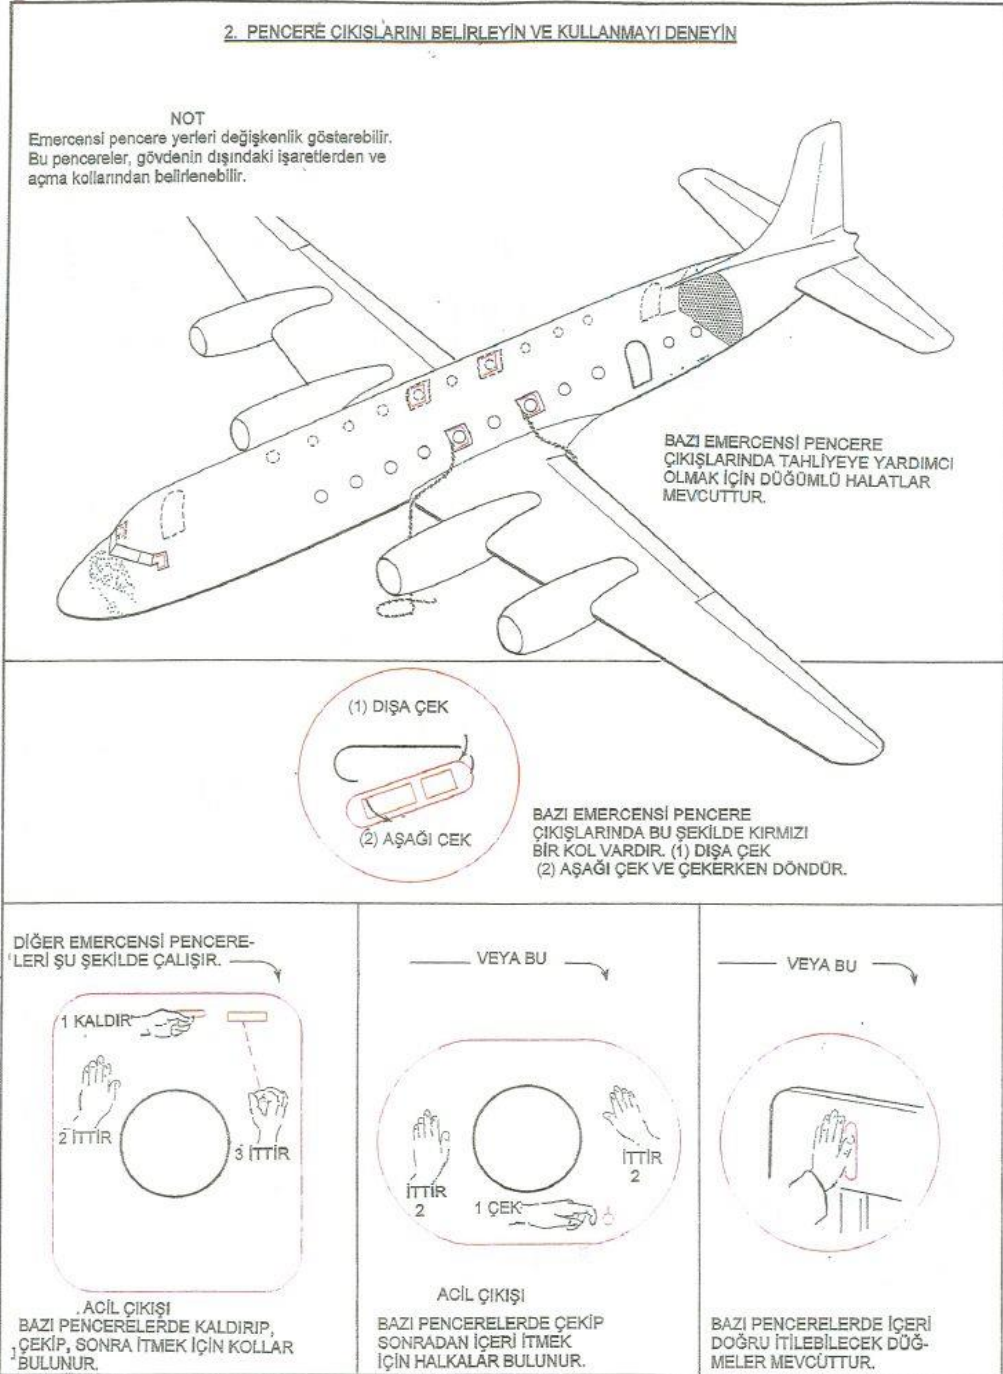 2. PENCERE ÇIKIŞLARINI BELİRLEYİN VE KULLANMAYI DENEYİN
NOT
Emercensi pencere yerleri değişkenlik gösterebilir.
Bu pencereler, gövdenin dışındaki işaretlerden ve
açma kollarından belirlenebilir.
BAZI EMERCENSİ PENCERE
ÇIKIŞLARINDA TAHLİYEYE YARDIMCI
OLMAK İÇİN DÜĞÜMLÜ HALATLAR
MEVCUTTUR.
(1) DIŞA ÇEK
(2) AŞAĞI ÇEK
BAZI EMERCENSİ PENCERE
ÇIKIŞLARINDA BU ŞEKİLDE KIRMIZI
BİR KOL VARDIR. (1) DIŞA ÇEK
(2) AŞAĞI ÇEK VE ÇEKERKEN DÖNDÜR.
DİĞER EMERCENSİ PENCERE-
LERİ ŞU ŞEKİLDE ÇALIŞIR.
1 KALDIR
2 İTTİR
3 İTTİR
ACİL ÇIKIŞI
BAZI PENCERELERDE KALDIRIP,
ÇEKİP, SONRA İTMEK İÇİN KOLLAR
BULUNUR.
VEYA BU
İTTİR
2
İTTİR
2
1 ÇEK
ACİL ÇIKIŞI
BAZI PENCERELERDE ÇEKİP
SONRADAN İÇERİ İTMEK
İÇİN HALKALAR BULUNUR.
VEYA BU
BAZI PENCERELERDE İÇERİ
DOĞRU İTİLEBİLECEK DÜĞ-
MELER MEVCUTTUR.